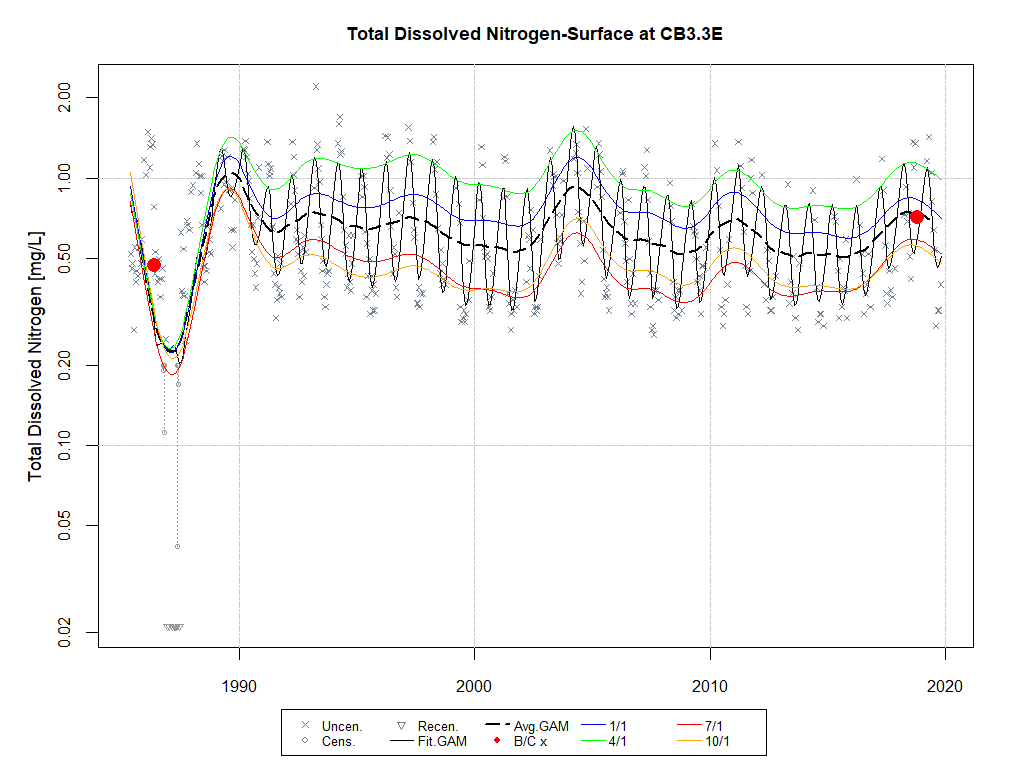 Total Dissolved Nitrogen-Surface at CB3.3E
Total Dissolved Nitrogen [mg/L]
2.00
1.00
0.50
0.20
0.10
0.05
0.02
1990 2000 2010 2020
Uncen. Recen. Avg.GAM 1/1 7/1
Cens. Fit.GAM B/C x 4/1 10/1